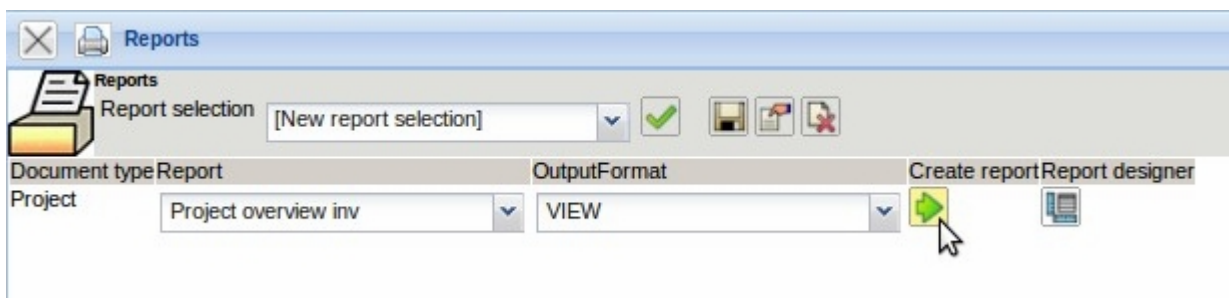 Reports
Reports
Report selection [New report selection]
Document type Report OutputFormat Create report Report designer
Project Project overview inv VIEW